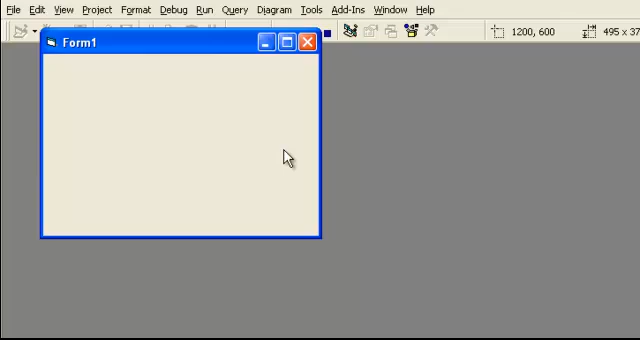 File Edit View Project Format Debug Run Query Diagram Tools Add-Ins Window Help
1200, 600
495 x 37
Form1